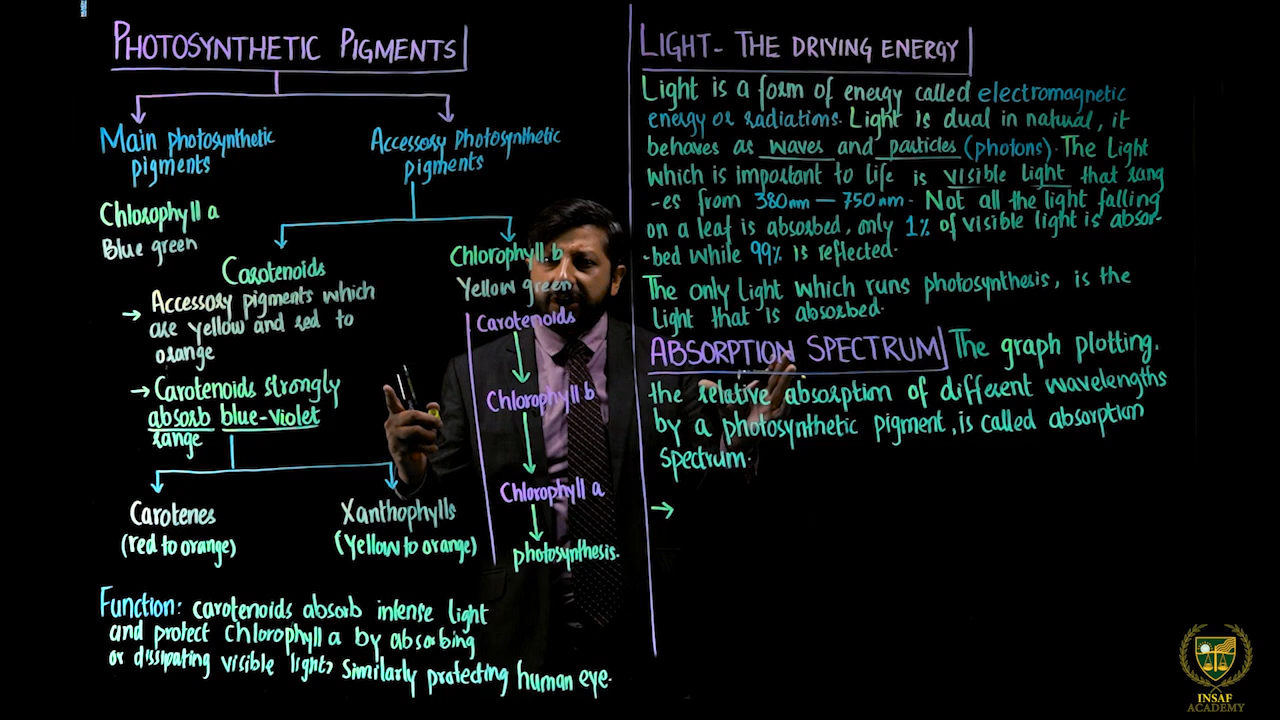 PHOTOSYNTHETIC PIGMENTS
Main photosynthetic
pigments
Accessory Photosynthetic
pigments
Chlorophyll a
Blue green
Carotenoids
→ Accessory pigments which
are yellow and red to
orange
→ Carotenoids strongly
absorb blue-violet
range
Carotenes
(red to orange)
Xanthophylls
(Yellow to orange)
Chlorophyll b
Yellow green
Carotenoids
Chlorophyll b
Chlorophyll a
photosynthesis.
Function: carotenoids absorb intense light
and protect chlorophyll a by absorbing
or dissipating visible light, Similarly protecting human eye.
LIGHT - THE DRIVING ENERGY
Light is a form of energy called electromagnetic
energy or radiations. Light is dual in natural, it
behaves as waves and particles (photons). The Light
which is important to life is visible Light that rang
-es from 380nm — 750nm. Not all the light falling
on a leaf is absorbed, only 1% of visible light is absor-
-bed while 99% is reflected.
The only Light which runs photosynthesis, is the
light that is absorbed.
ABSORPTION SPECTRUM The graph plotting,
the relative absorption of different wavelengths
by a photosynthetic pigment, is called absorption
spectrum.
→
INSAF
ACADEMY